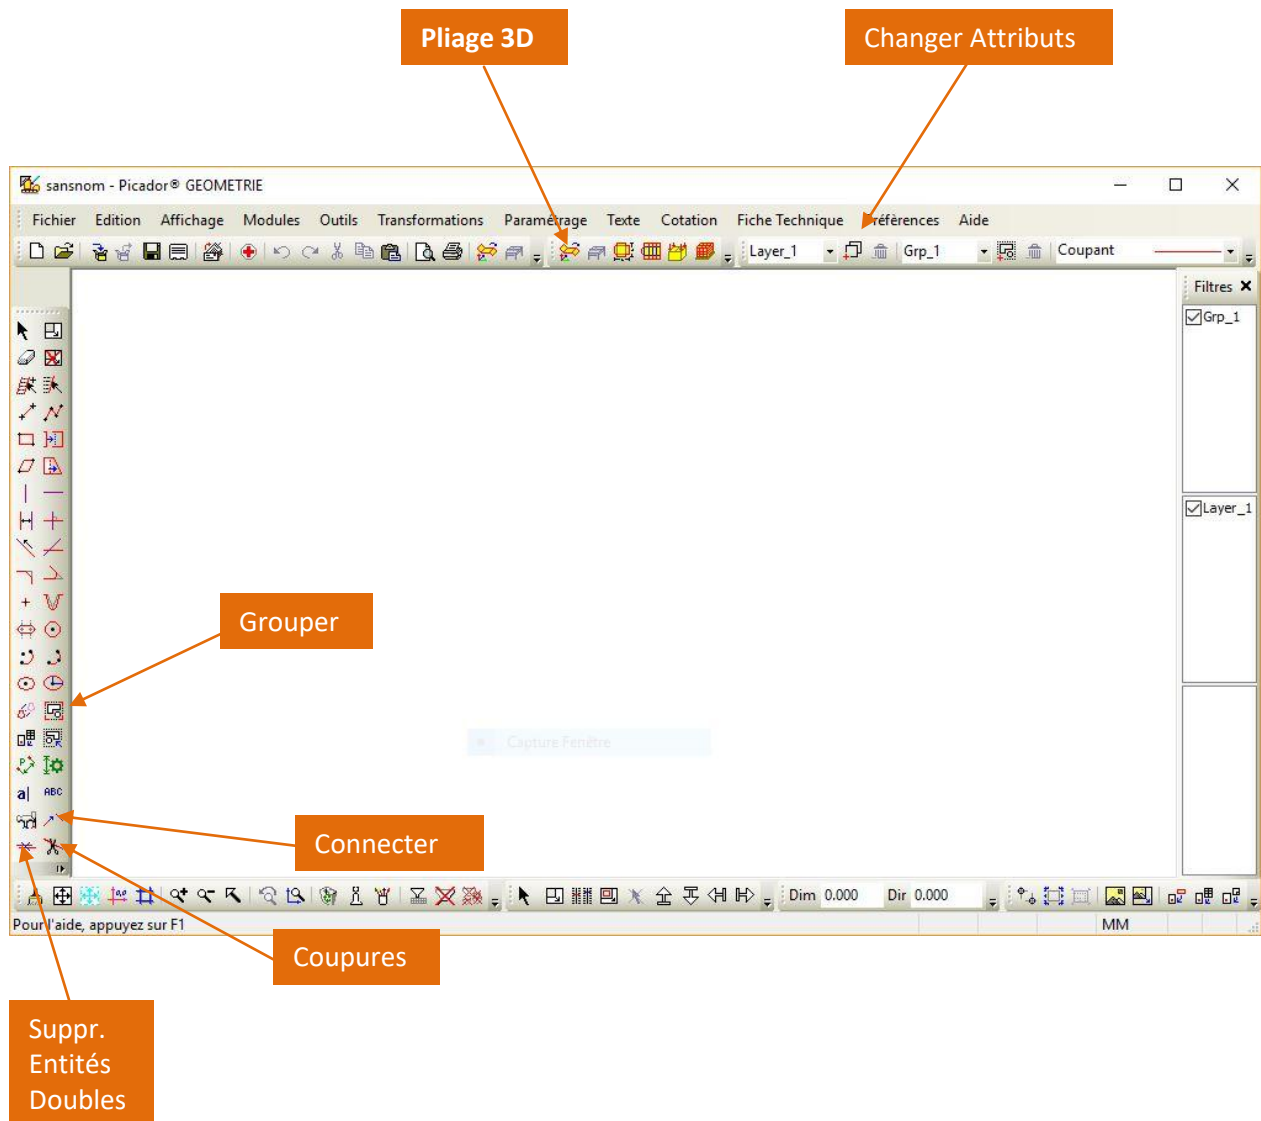 Pliage 3D
Changer Attributs
sansnom - Picador® GEOMETRIE
Fichier Edition Affichage Modules Outils Transformations Paramétrage Texte Cotation Fiche Technique Préférences Aide
Layer_1 Grp_1 Coupant
Filtres
Grp_1
Layer_1
Grouper
Capture Fenêtre
a| ABC
Connecter
Dim 0.000 Dir 0.000
Pour l'aide, appuyez sur F1 MM
Coupures
Suppr.
Entités
Doubles